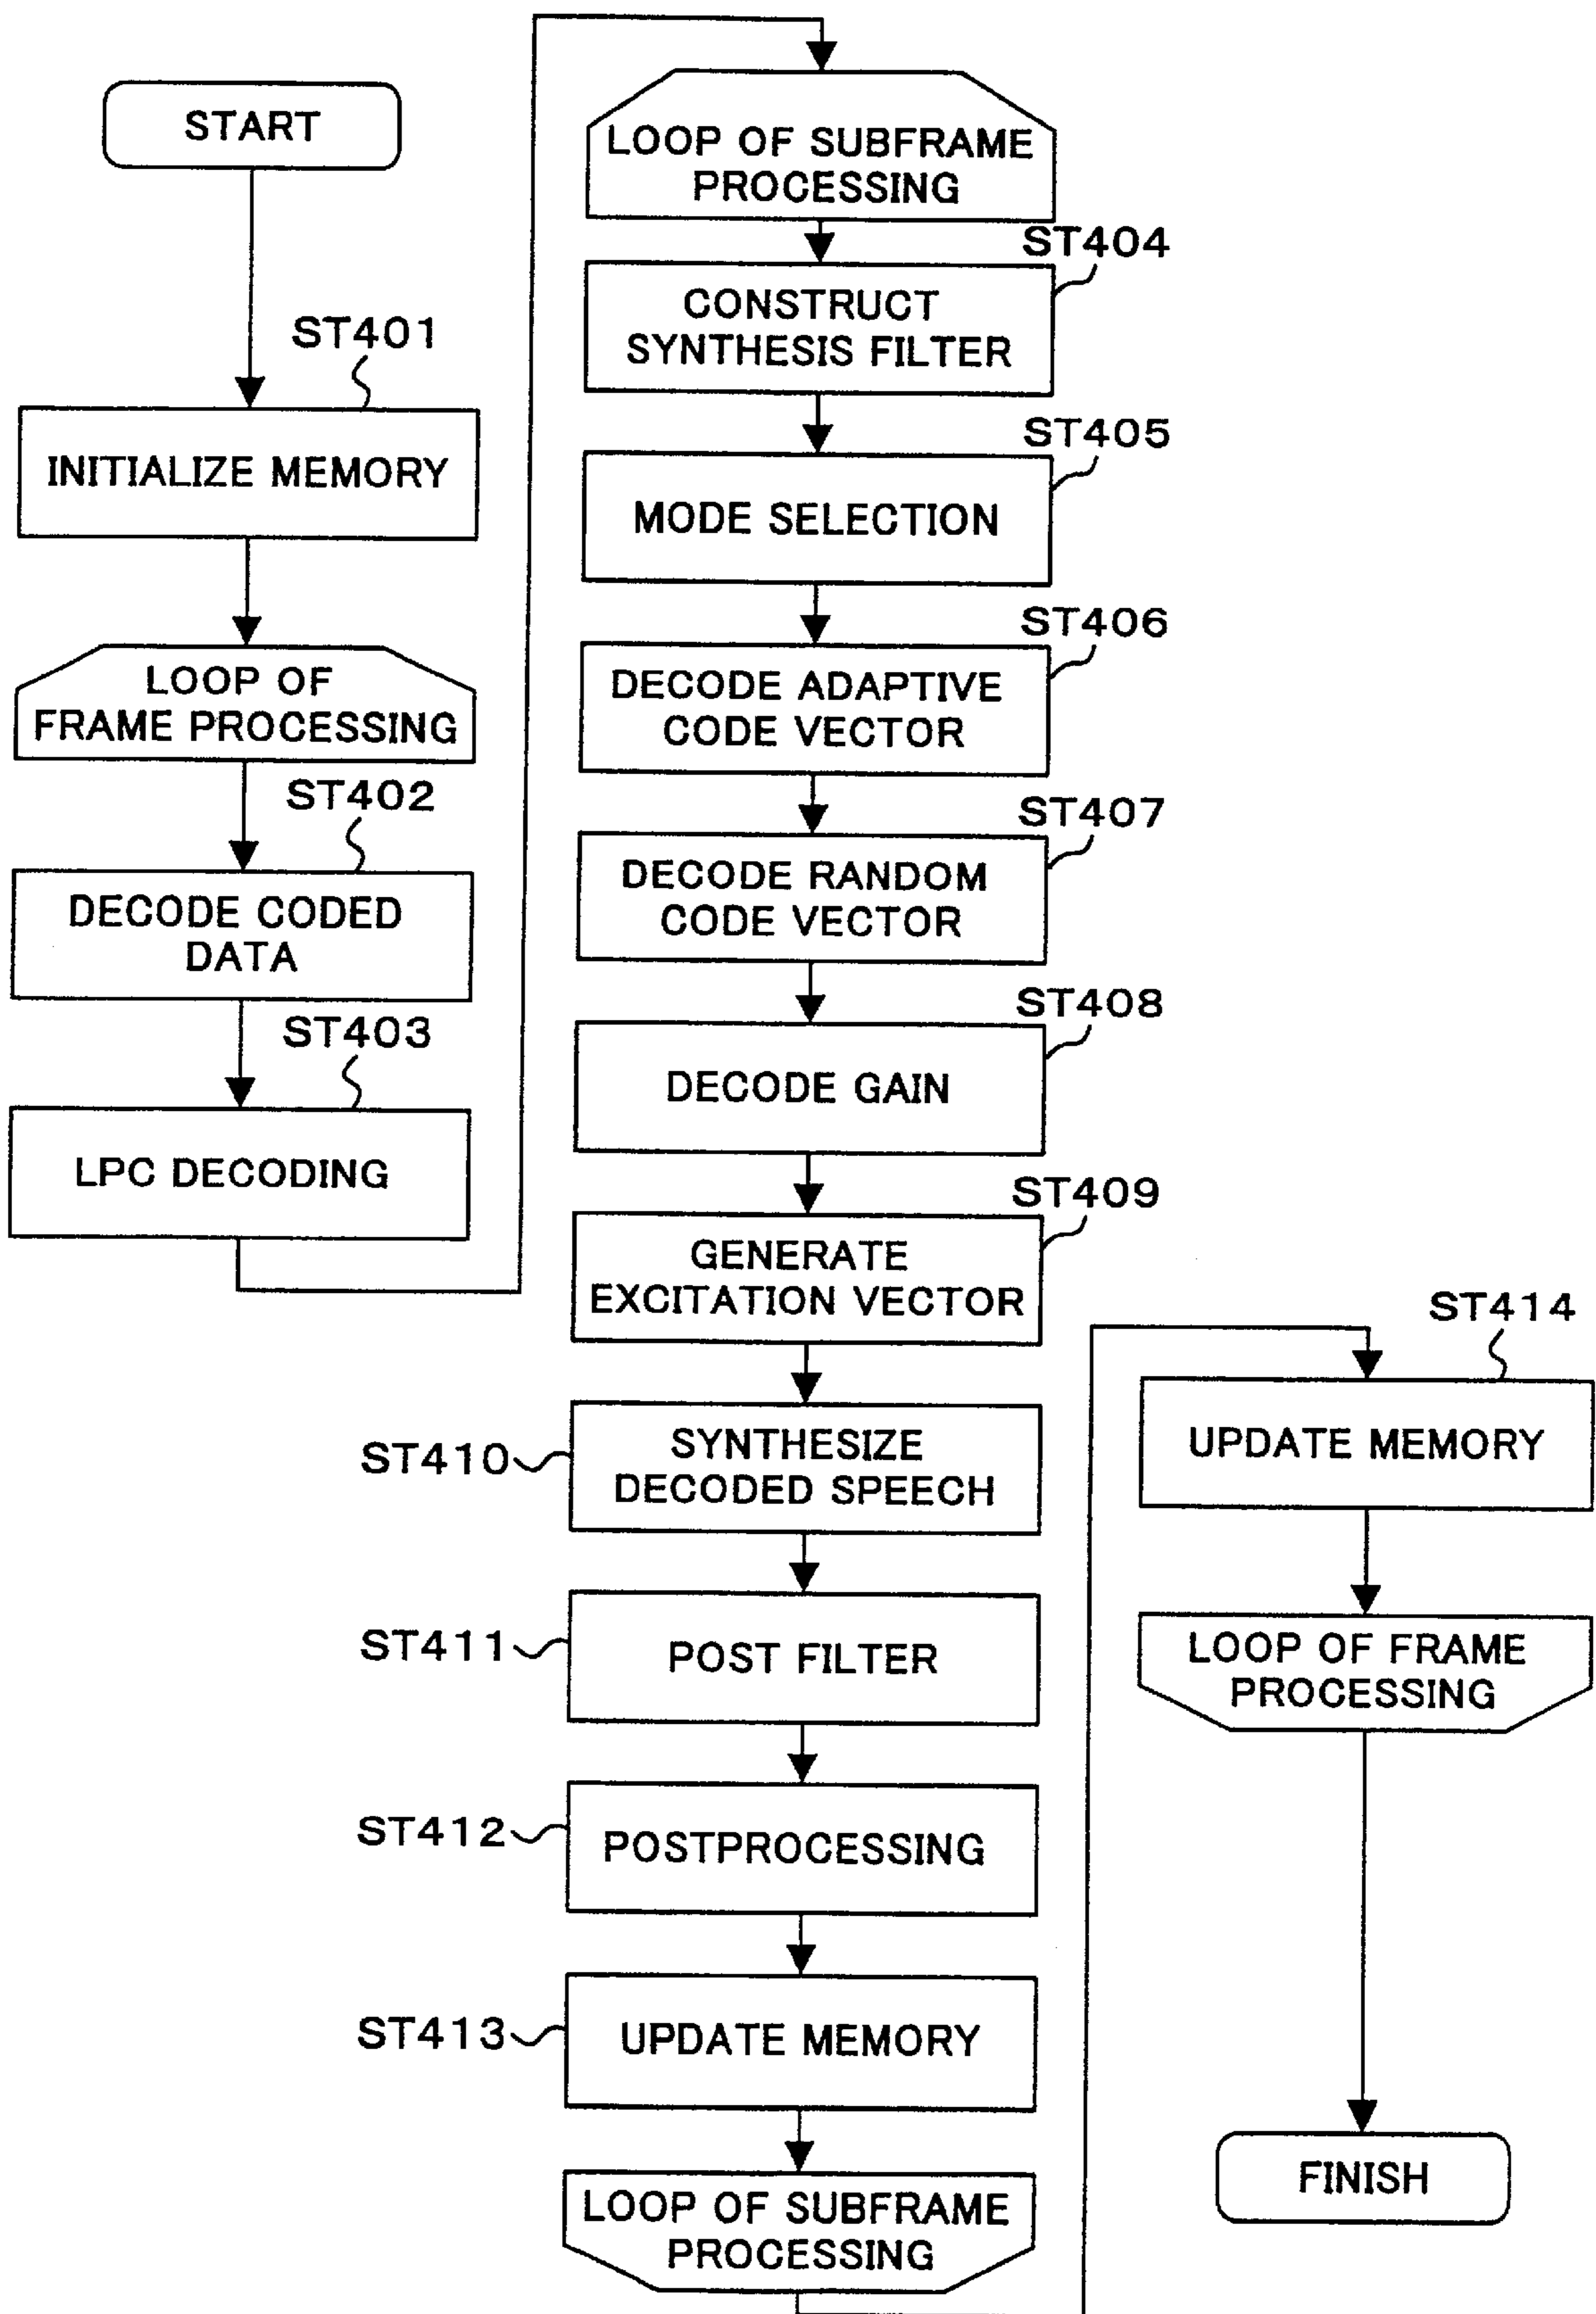 START
ST401
INITIALIZE MEMORY
LOOP OF
FRAME PROCESSING
ST402
DECODE CODED
DATA
ST403
LPC DECODING
LOOP OF SUBFRAME
PROCESSING
ST404
CONSTRUCT
SYNTHESIS FILTER
ST405
MODE SELECTION
ST406
DECODE ADAPTIVE
CODE VECTOR
ST407
DECODE RANDOM
CODE VECTOR
ST408
DECODE GAIN
ST409
GENERATE
EXCITATION VECTOR
ST410
SYNTHESIZE
DECODED SPEECH
ST411
POST FILTER
ST412
POSTPROCESSING
ST413
UPDATE MEMORY
LOOP OF SUBFRAME
PROCESSING
ST414
UPDATE MEMORY
LOOP OF FRAME
PROCESSING
FINISH